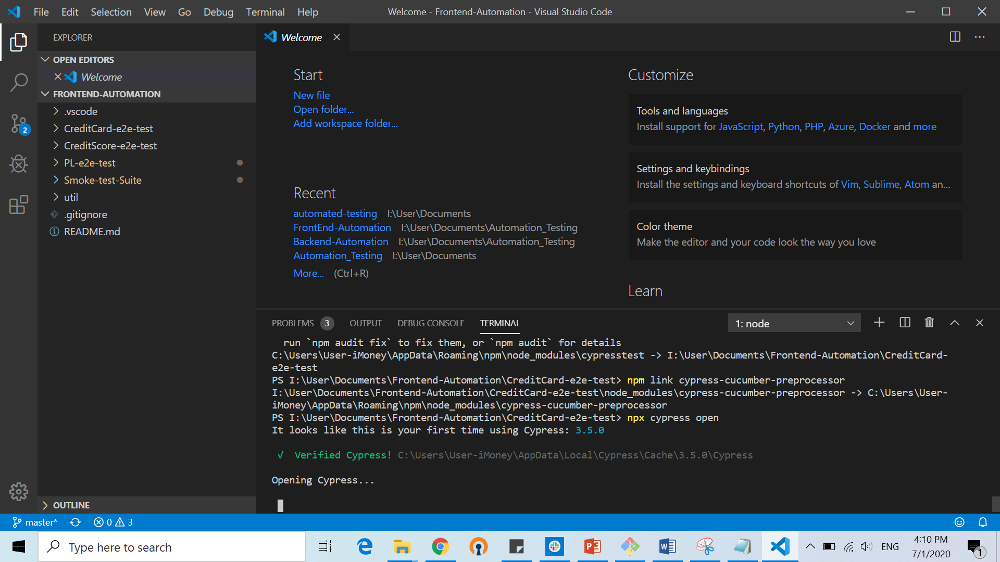 File Edit Selection View Go Debug Terminal Help
Welcome - Frontend-Automation - Visual Studio Code
EXPLORER
OPEN EDITORS
Welcome
FRONTEND-AUTOMATION
.vscode
CreditCard-e2e-test
CreditScore-e2e-test
PL-e2e-test
Smoke-test-Suite
util
.gitignore
README.md
OUTLINE
2
Welcome
Start
New file
Open folder...
Add workspace folder...
Recent
automated-testing I:\User\Documents
FrontEnd-Automation I:\User\Documents\Automation_Testing
Backend-Automation I:\User\Documents\Automation_Testing
Automation_Testing I:\User\Documents
More... (Ctrl+R)
Customize
Tools and languages
Install support for JavaScript, Python, PHP, Azure, Docker and more
Settings and keybindings
Install the settings and keyboard shortcuts of Vim, Sublime, Atom an...
Color theme
Make the editor and your code look the way you love
Learn
PROBLEMS 3 OUTPUT DEBUG CONSOLE TERMINAL 1: node
run `npm audit fix` to fix them, or `npm audit` for details
C:\Users\User-iMoney\AppData\Roaming\npm\node_modules\cypresstest -> I:\User\Documents\Frontend-Automation\CreditCard-
e2e-test
PS I:\User\Documents\Frontend-Automation\CreditCard-e2e-test> npm link cypress-cucumber-preprocessor
I:\User\Documents\Frontend-Automation\CreditCard-e2e-test\node_modules\cypress-cucumber-preprocessor -> C:\Users\User-
iMoney\AppData\Roaming\npm\node_modules\cypress-cucumber-preprocessor
PS I:\User\Documents\Frontend-Automation\CreditCard-e2e-test> npx cypress open
It looks like this is your first time using Cypress: 3.5.0
√ Verified Cypress! C:\Users\User-iMoney\AppData\Local\Cypress\Cache\3.5.0\Cypress
Opening Cypress...
master* 0 3
Type here to search
ENG
4:10 PM
7/1/2020
1